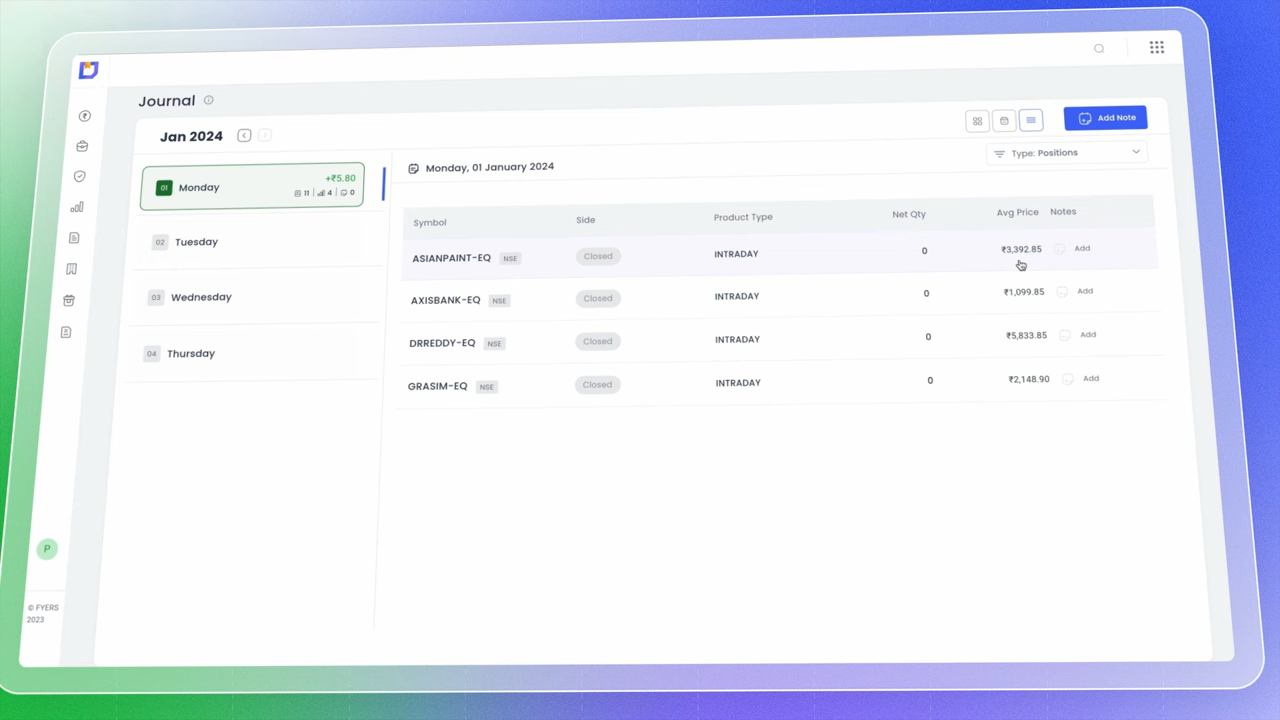 Journal
Jan 2024
Add Note
01 Monday +₹5.80
11 4 0
02 Tuesday
03 Wednesday
04 Thursday
Monday, 01 January 2024
Type: Positions
Symbol Side Product Type Net Qty Avg Price Notes
ASIANPAINT-EQ NSE Closed INTRADAY 0 ₹3,392.85 Add
AXISBANK-EQ NSE Closed INTRADAY 0 ₹1,099.85 Add
DRREDDY-EQ NSE Closed INTRADAY 0 ₹5,833.85 Add
GRASIM-EQ NSE Closed INTRADAY 0 ₹2,148.90 Add
P
© FYERS
2023